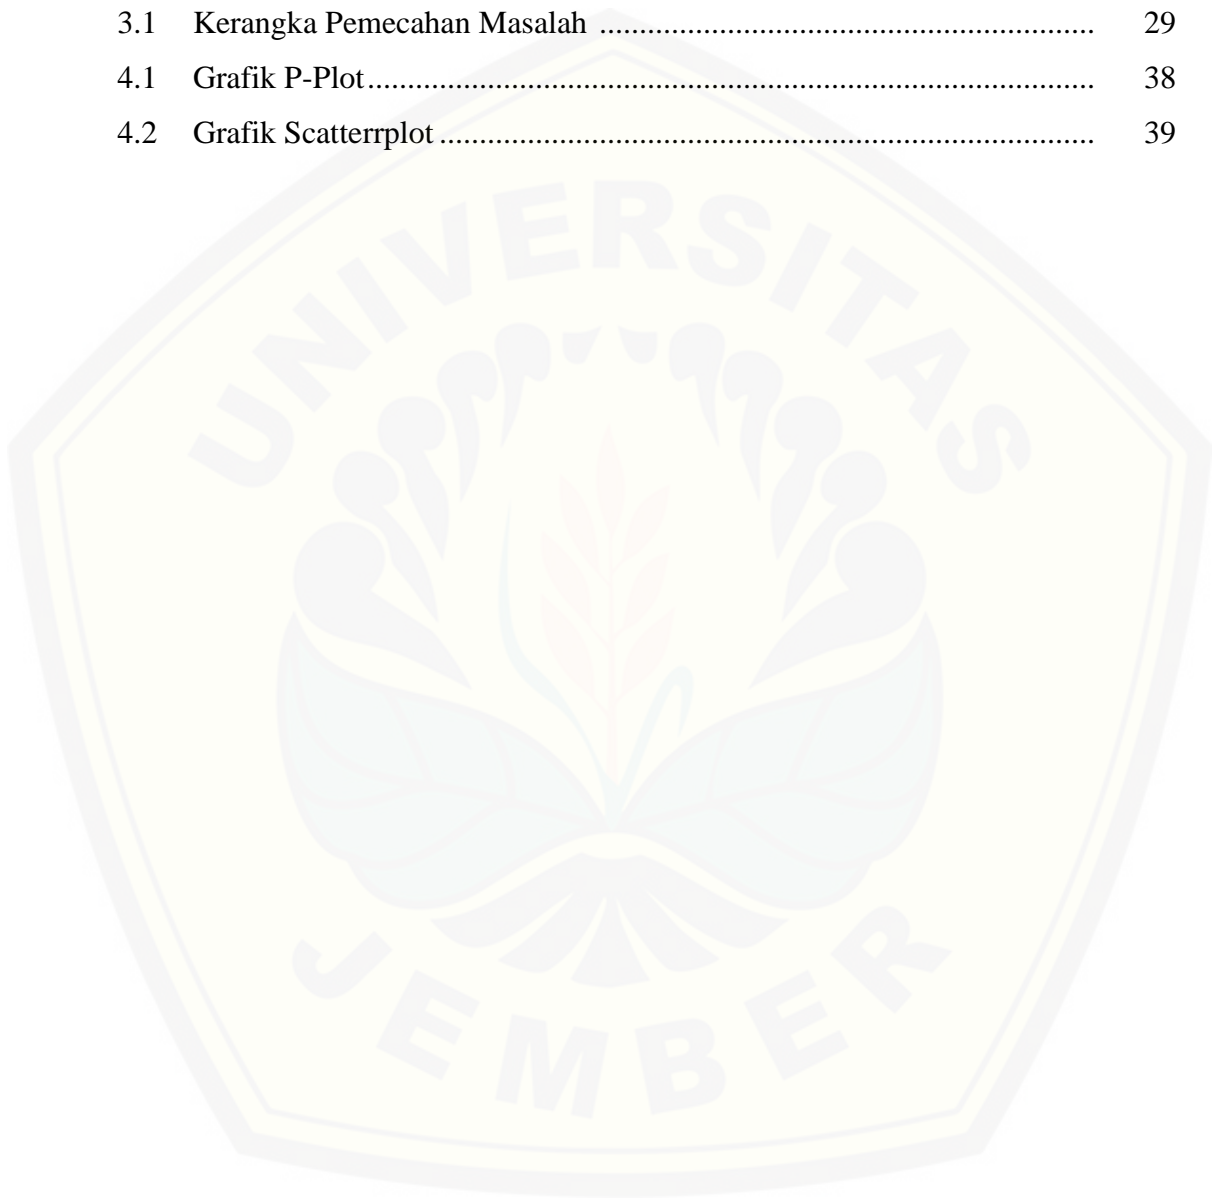 3.1 Kerangka Pemecahan Masalah ............................................................. 29
4.1 Grafik P-Plot.......................................................................................... 38
4.2 Grafik Scatterrplot ................................................................................. 39
UNIVERSITAS
JEMBER